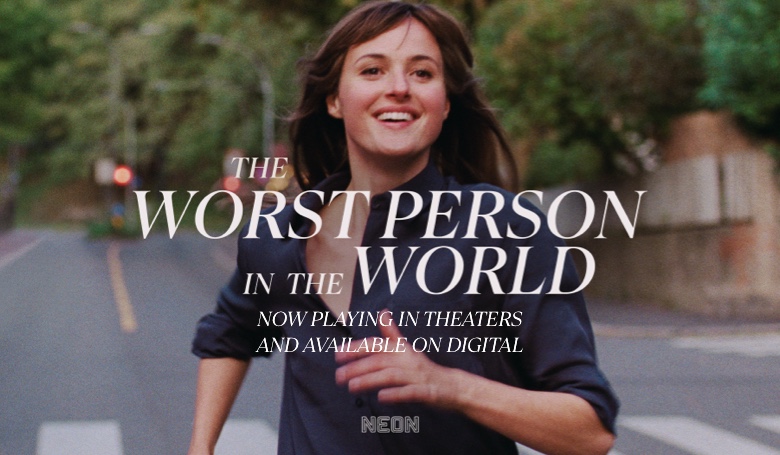 THE
WORST PERSON
IN THE WORLD
NOW PLAYING IN THEATERS
AND AVAILABLE ON DIGITAL
NEON